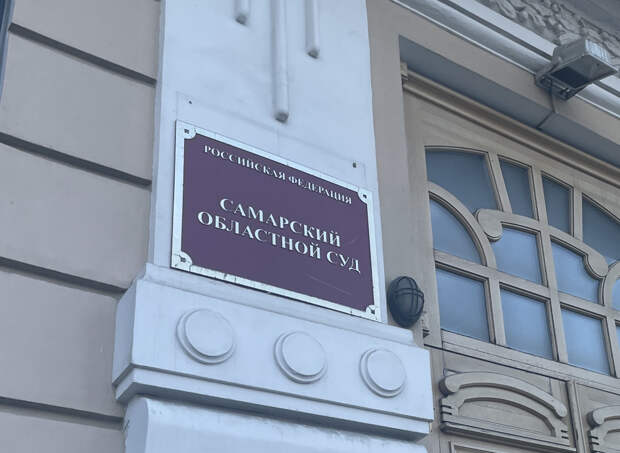 РОССИЙСКАЯ ФЕДЕРАЦИЯ
САМАРСКИЙ
ОБЛАСТНОЙ СУД